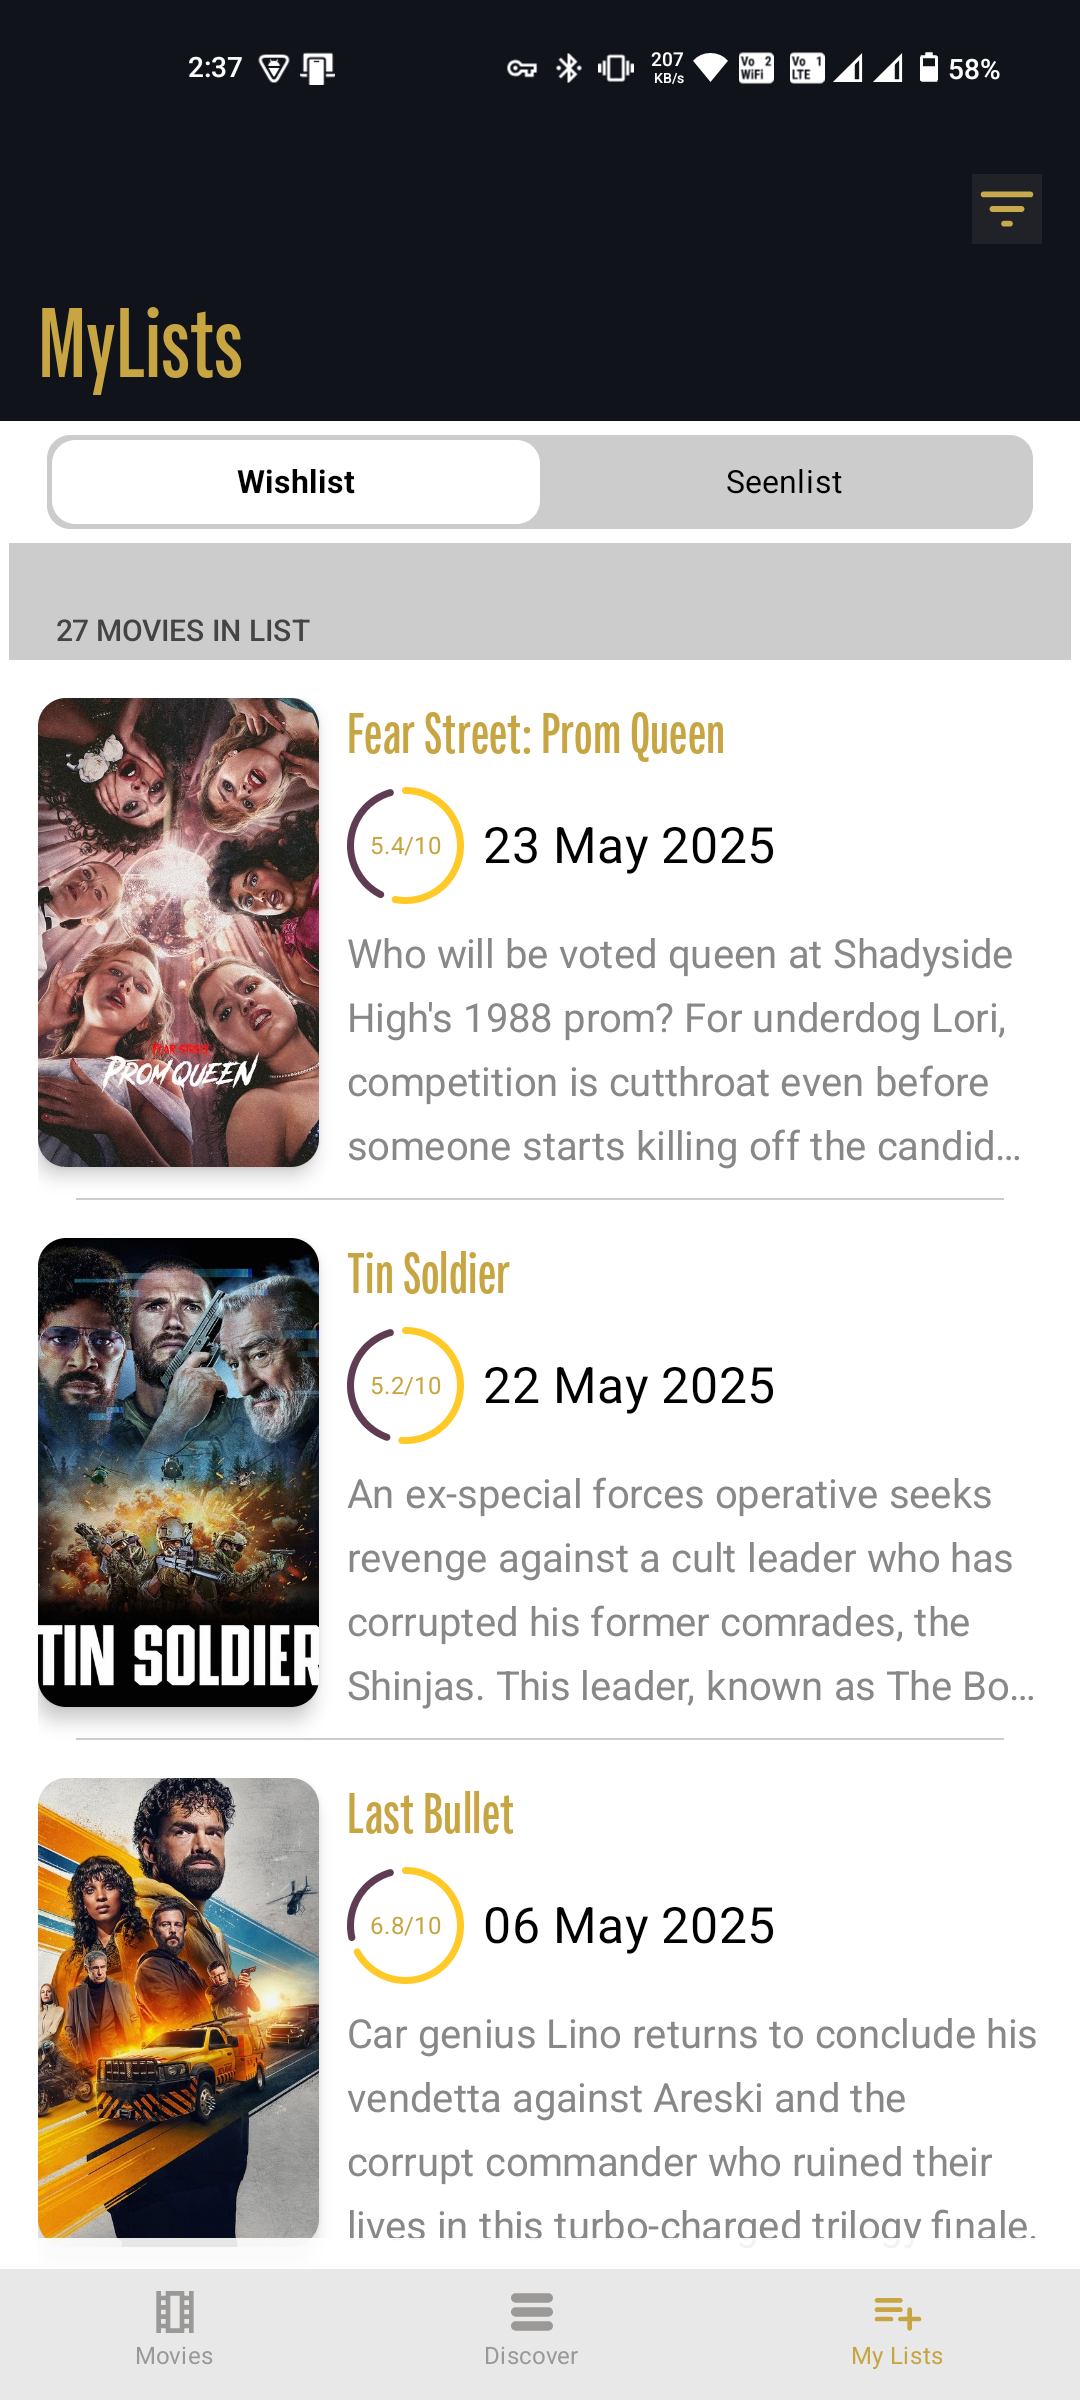 2:37
207
KB/s
Vo 2
WiFi
Vo 1
LTE
58%
MyLists
Wishlist
Seenlist
27 MOVIES IN LIST
Fear Street: Prom Queen
5.4/10
23 May 2025
Who will be voted queen at Shadyside
High's 1988 prom? For underdog Lori,
competition is cutthroat even before
someone starts killing off the candid...
FEAR STREET
PROM QUEEN
Tin Soldier
5.2/10
22 May 2025
An ex-special forces operative seeks
revenge against a cult leader who has
corrupted his former comrades, the
Shinjas. This leader, known as The Bo...
TIN SOLDIER
Last Bullet
6.8/10
06 May 2025
Car genius Lino returns to conclude his
vendetta against Areski and the
corrupt commander who ruined their
lives in this turbo-charged trilogy finale.
Movies
Discover
My Lists